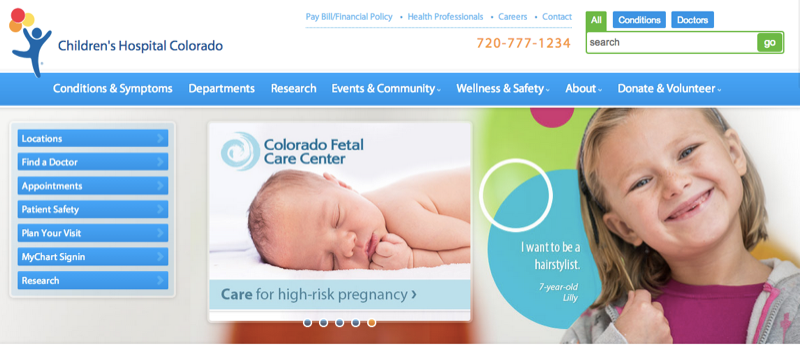 Pay Bill/Financial Policy • Health Professionals • Careers • Contact
All Conditions Doctors
Children's Hospital Colorado
720-777-1234
search go
Conditions & Symptoms Departments Research Events & Community Wellness & Safety About Donate & Volunteer
Locations
Find a Doctor
Appointments
Patient Safety
Plan Your Visit
MyChart Signin
Research
Colorado Fetal
Care Center
Care for high-risk pregnancy ›
I want to be a
hairstylist.
7-year-old
Lilly